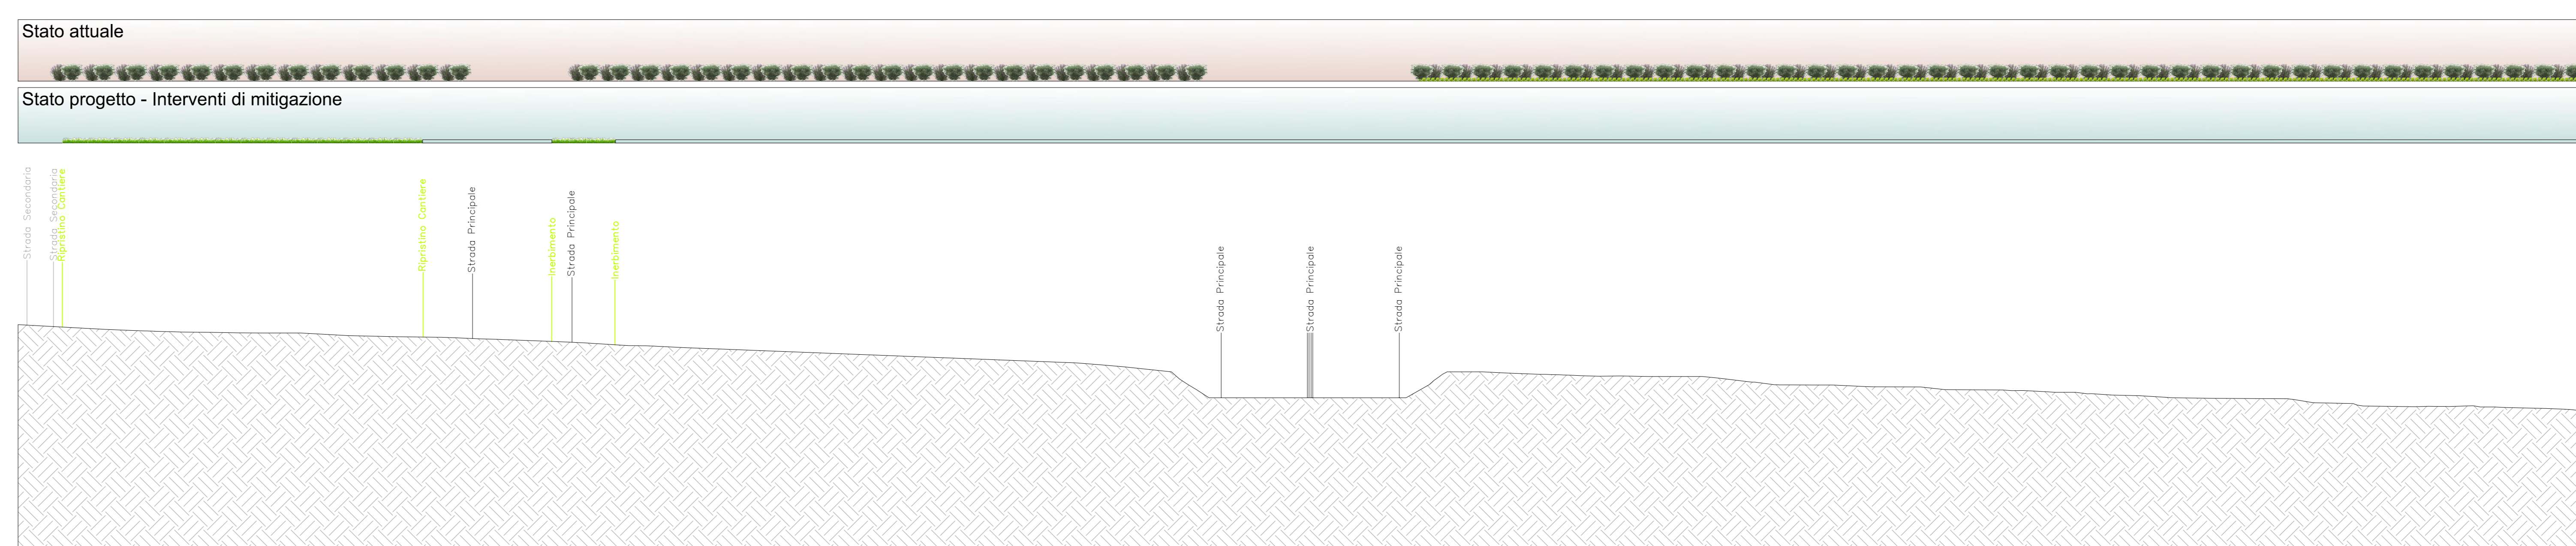 Stato attuale
Stato progetto - Interventi di mitigazione
Strada Secondaria
Strada Secondaria
Ripristino Cantiere
Ripristino Cantiere
Strada Principale
Inerbimento
Strada Principale
Inerbimento
Strada Principale
Strada Principale
Strada Principale